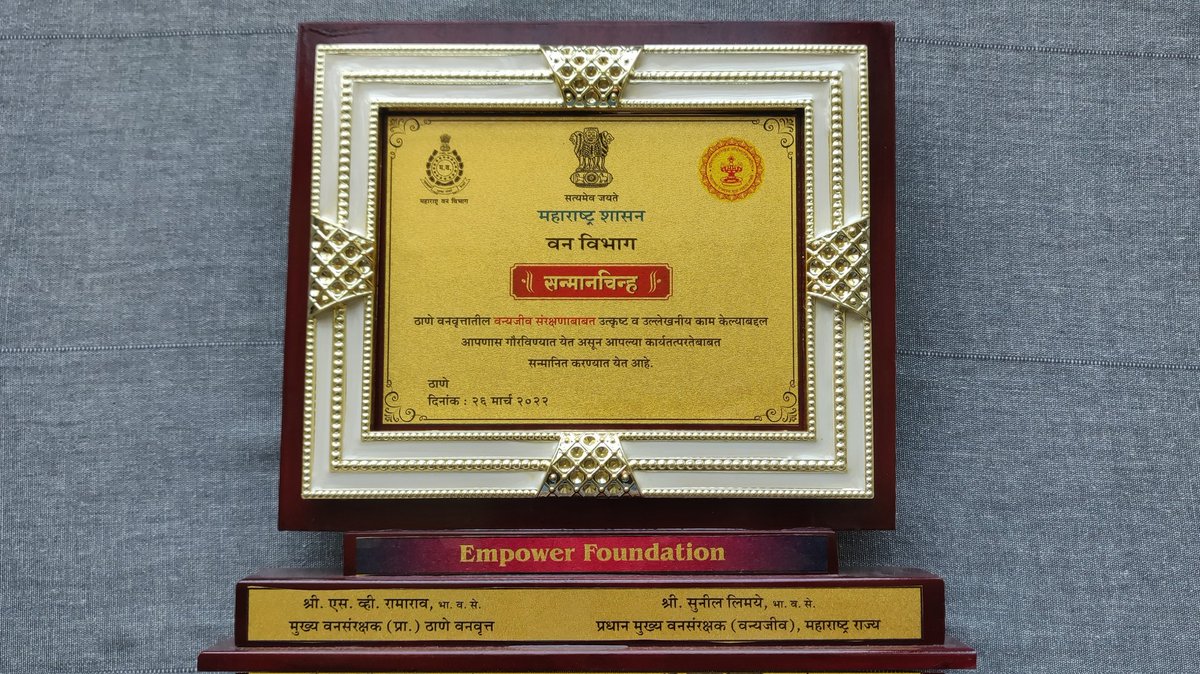 महाराष्ट्र वन विभाग
सत्यमेव जयते
महाराष्ट्र शासन
वन विभाग
सन्मानचिन्ह
ठाणे वनवृत्तातील वन्यजीव संरक्षणाबाबत उत्कृष्ट व उल्लेखनीय काम केल्याबद्दल
आपणास गौरविण्यात येत असून आपल्या कार्यतत्परतेबाबत
सन्मानित करण्यात येत आहे.
ठाणे
दिनांक : २६ मार्च २०२२
Empower Foundation
श्री. एस. व्ही. रामाराव, भा. व. से. श्री. सुनील लिमये, भा. व. से.
मुख्य वनसंरक्षक (प्रा.) ठाणे वनवृत्त प्रधान मुख्य वनसंरक्षक (वन्यजीव), महाराष्ट्र राज्य